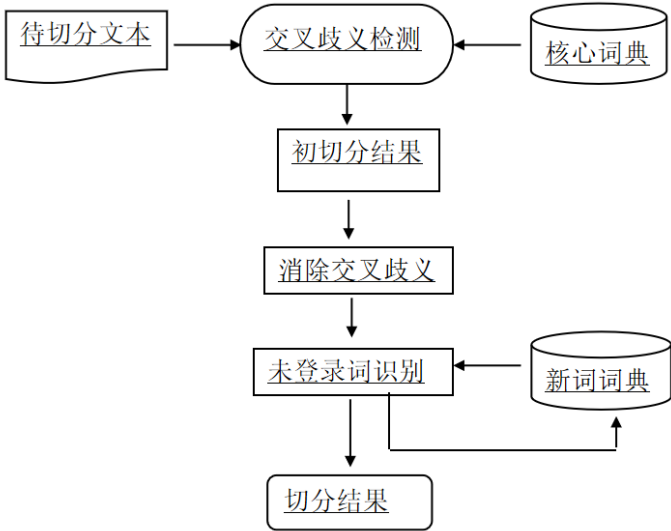 待切分文本
交叉歧义检测
核心词典
初切分结果
消除交叉歧义
未登录词识别
新词词典
切分结果